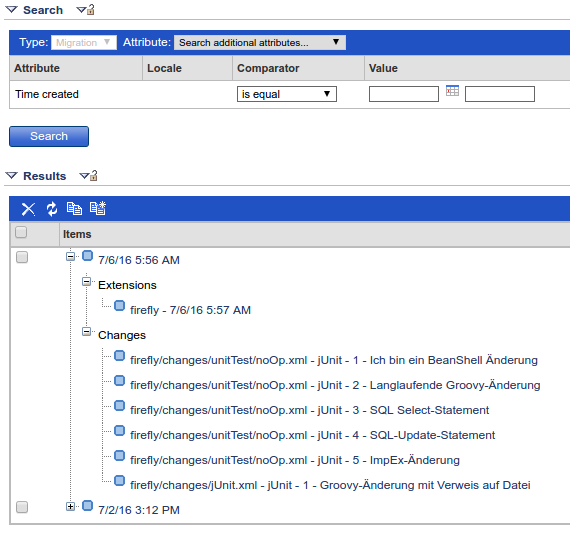 Search
Type: Migration Attribute: Search additional attributes...
Attribute Locale Comparator Value
Time created is equal
Search
Results
Items
7/6/16 5:56 AM
Extensions
firefly - 7/6/16 5:57 AM
Changes
firefly/changes/unitTest/noOp.xml - jUnit - 1 - Ich bin ein BeanShell Änderung
firefly/changes/unitTest/noOp.xml - jUnit - 2 - Langlaufende Groovy-Änderung
firefly/changes/unitTest/noOp.xml - jUnit - 3 - SQL Select-Statement
firefly/changes/unitTest/noOp.xml - jUnit - 4 - SQL-Update-Statement
firefly/changes/unitTest/noOp.xml - jUnit - 5 - ImpEx-Änderung
firefly/changes/jUnit.xml - jUnit - 1 - Groovy-Änderung mit Verweis auf Datei
7/2/16 3:12 PM